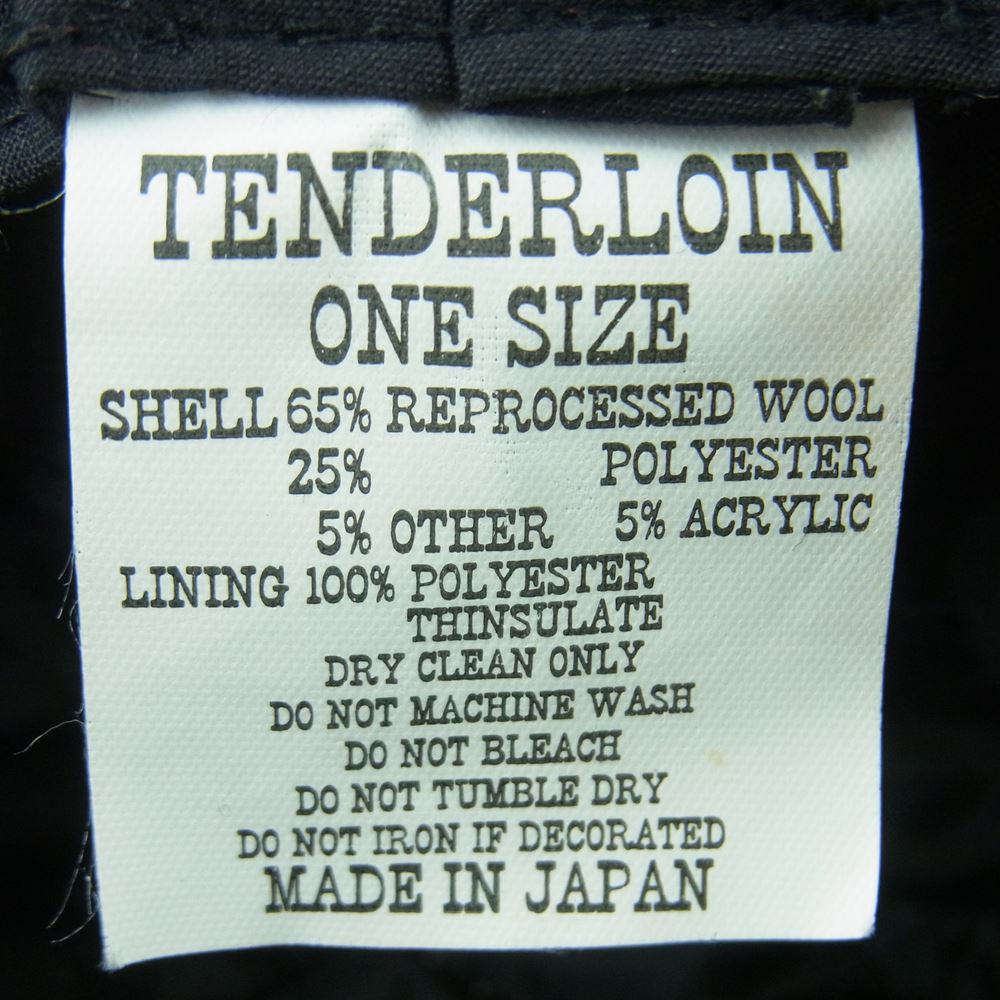 TENDERLOIN
ONE SIZE
SHELL 65% REPROCESSED WOOL
25% POLYESTER
5% OTHER 5% ACRYLIC
LINING 100% POLYESTER
THINSULATE
DRY CLEAN ONLY
DO NOT MACHINE WASH
DO NOT BLEACH
DO NOT TUMBLE DRY
DO NOT IRON IF DECORATED
MADE IN JAPAN